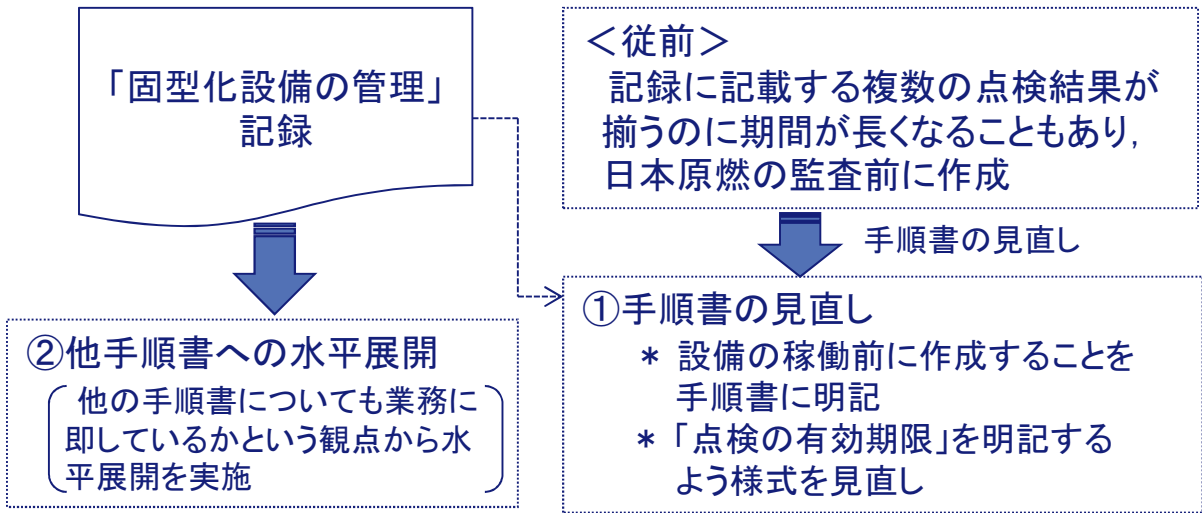 「固型化設備の管理」
記録
＜従前＞
記録に記載する複数の点検結果が
揃うのに期間が長くなることもあり,
日本原燃の監査前に作成
手順書の見直し
①手順書の見直し
* 設備の稼働前に作成することを
手順書に明記
* 「点検の有効期限」を明記する
よう様式を見直し
②他手順書への水平展開
他の手順書についても業務に
即しているかという観点から水
平展開を実施